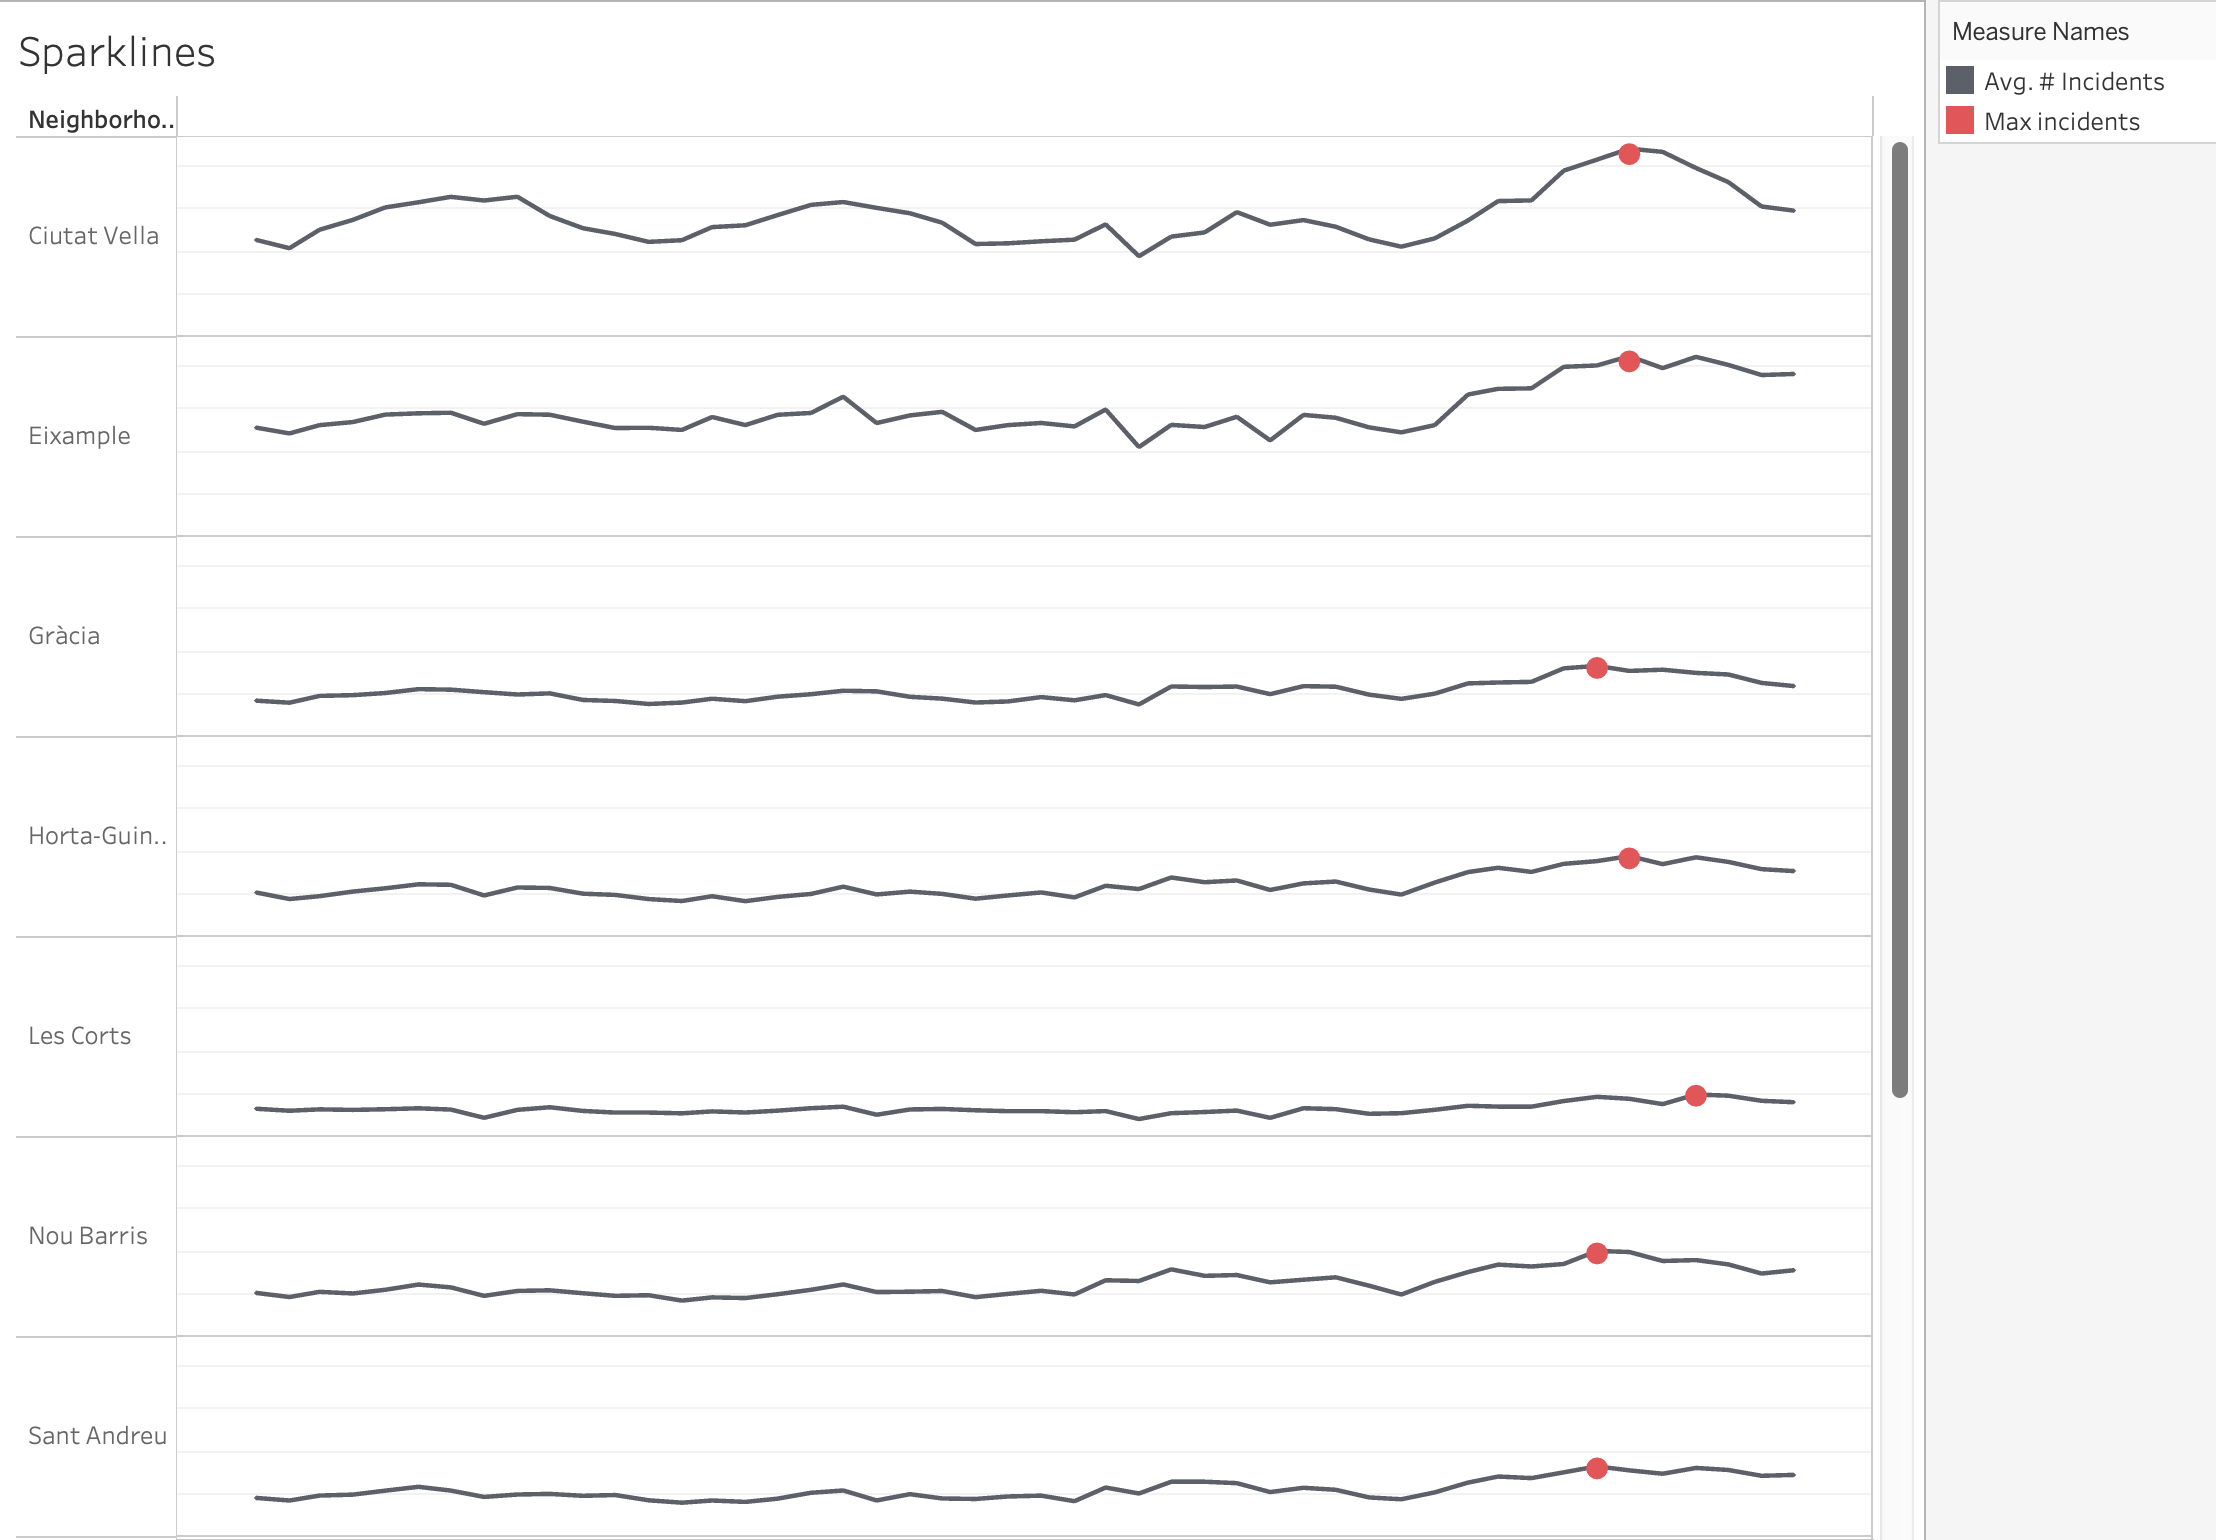 Sparklines
Neighborho..
Ciutat Vella
Eixample
Gràcia
Horta-Guin..
Les Corts
Nou Barris
Sant Andreu
Measure Names
Avg. # Incidents
Max incidents